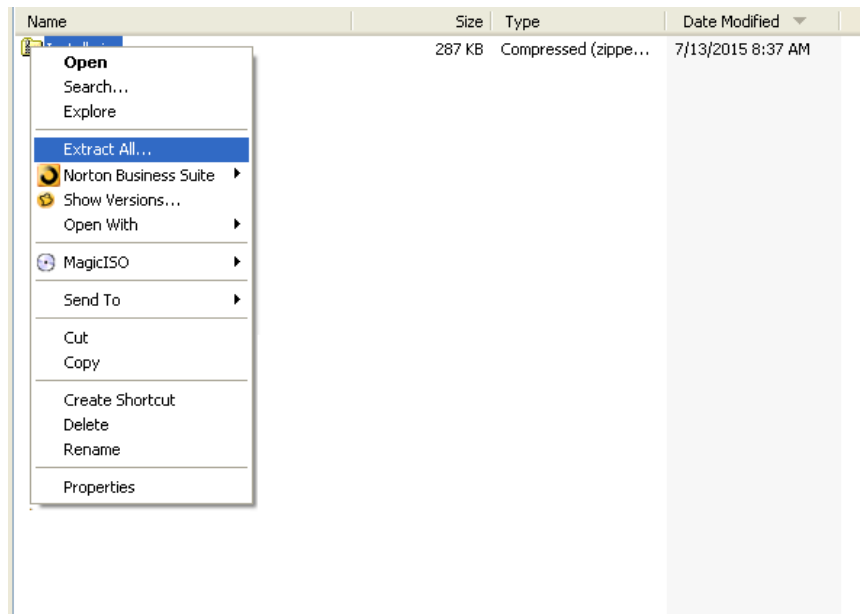 Name Size Type Date Modified
287 KB Compressed (zippe... 7/13/2015 8:37 AM
Open
Search...
Explore
Extract All...
Norton Business Suite
Show Versions...
Open With
MagicISO
Send To
Cut
Copy
Create Shortcut
Delete
Rename
Properties